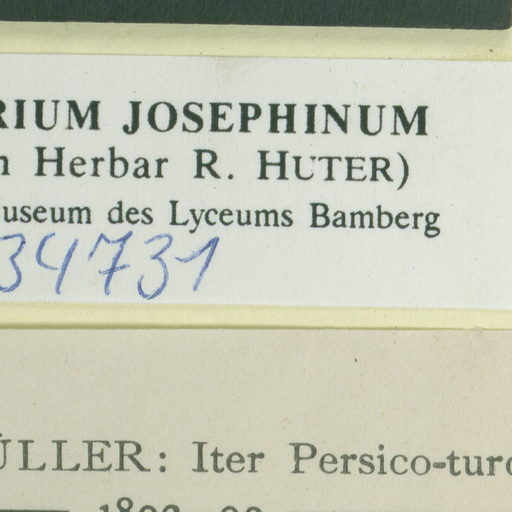 RIUM JOSEPHINUM
n Herbar R. HUTER)
useum des Lyceums Bamberg
34731
ÜLLER: Iter Persico-turc